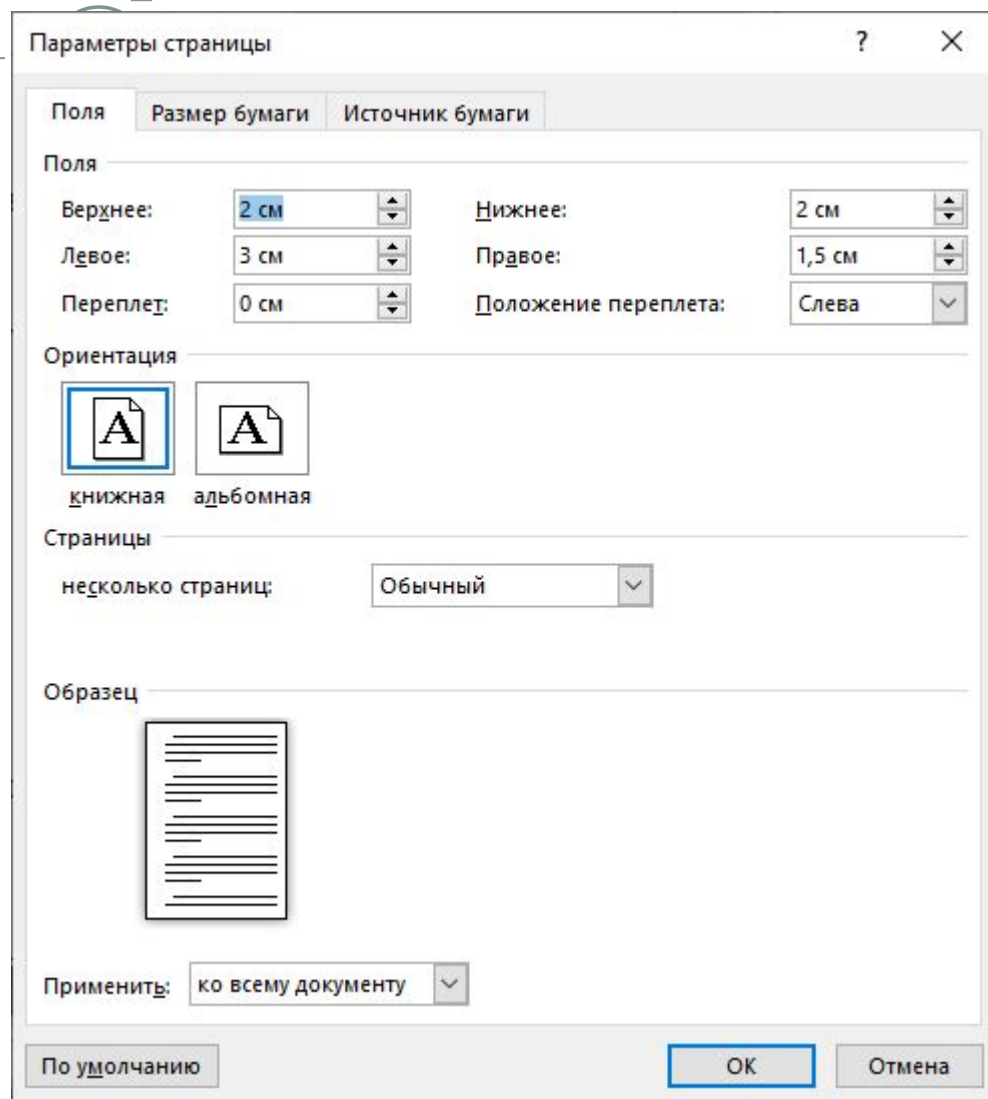 Параметры страницы ?
Поля Размер бумаги Источник бумаги
Поля
Верхнее: 2 см Нижнее: 2 см
Левое: 3 см Правое: 1,5 см
Переплет: 0 см Положение переплета: Слева
Ориентация
A A
книжная альбомная
Страницы
несколько страниц: Обычный
Образец
Применить: ко всему документу
По умолчанию ОК Отмена